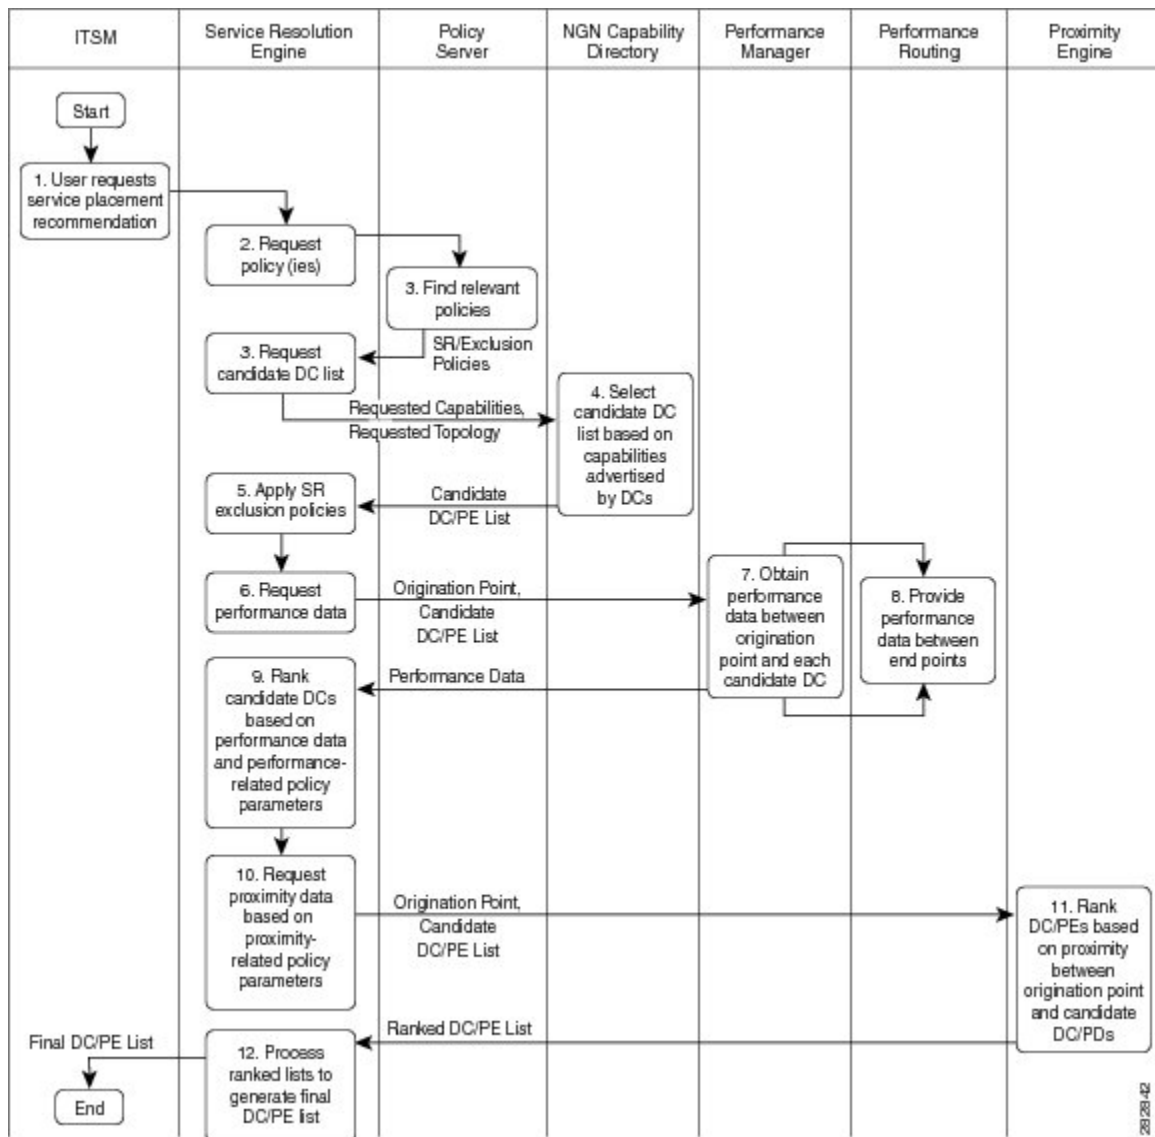 ITSM
Service Resolution
Engine
Policy
Server
NGN Capability
Directory
Performance
Manager
Performance
Routing
Proximity
Engine
Start
1. User requests
service placement
recommendation
2. Request
policy (ies)
3. Find relevant
policies
SR/Exclusion
Policies
3. Request
candidate DC list
Requested Capabilities,
Requested Topology
4. Select
candidate DC
list based on
capabilities
advertised
by DCs
Candidate
DC/PE List
5. Apply SR
exclusion policies
6. Request
performance data
Origination Point,
Candidate
DC/PE List
7. Obtain
performance
data between
origination
point and each
candidate DC
8. Provide
performance
data between
end points
Performance Data
9. Rank
candidate DCs
based on
performance data
and performance-
related policy
parameters
10. Request
proximity data
based on
proximity-
related policy
parameters
Origination Point,
Candidate
DC/PE List
11. Rank
DC/PEs based
on proximity
between
origination point
and candidate
DC/PDs
Ranked DC/PE List
12. Process
ranked lists to
generate final
DC/PE list
Final DC/PE List
End
282842